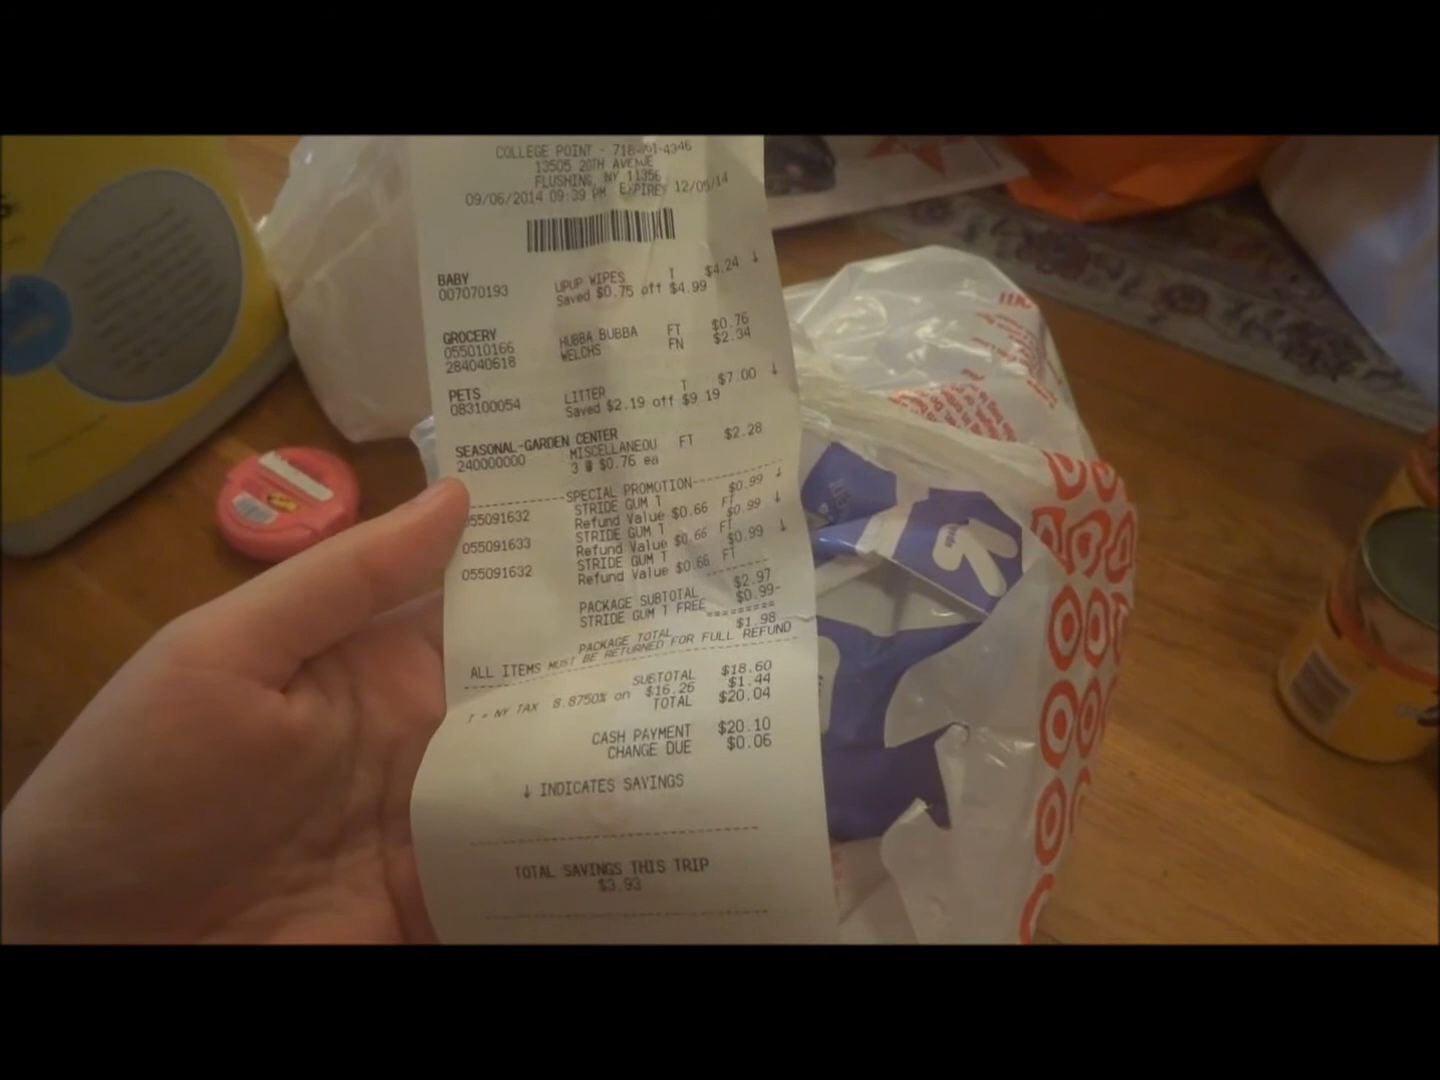 COLLEGE POINT - 718-701-4346
13505 20TH AVENUE
FLUSHING, NY 11356
09/06/2014 09:39 PM EXPIRES 12/05/14
BABY
007070193 UPUP WIPES T $4.24 ↓
Saved $0.75 off $4.99
GROCERY
055010166 HUBBA BUBBA FT $0.76
284040618 WELCHS FN $2.34
PETS
083100054 LITTER T $7.00 ↓
Saved $2.19 off $9.19
SEASONAL-GARDEN CENTER
240000000 MISCELLANEOU FT $2.28
3 @ $0.76 ea
SPECIAL PROMOTION
055091632 STRIDE GUM T $0.99 ↓
Refund Value $0.66 FT
055091633 STRIDE GUM T $0.99 ↓
Refund Value $0.66 FT
055091632 STRIDE GUM T $0.99 ↓
Refund Value $0.66 FT
PACKAGE SUBTOTAL $2.97
STRIDE GUM T FREE $0.99-
=========
PACKAGE TOTAL $1.98
ALL ITEMS MUST BE RETURNED FOR FULL REFUND
SUBTOTAL $18.60
T = NY TAX 8.8750% on $16.26 $1.44
TOTAL $20.04
CASH PAYMENT $20.10
CHANGE DUE $0.06
↓ INDICATES SAVINGS
TOTAL SAVINGS THIS TRIP
$3.93